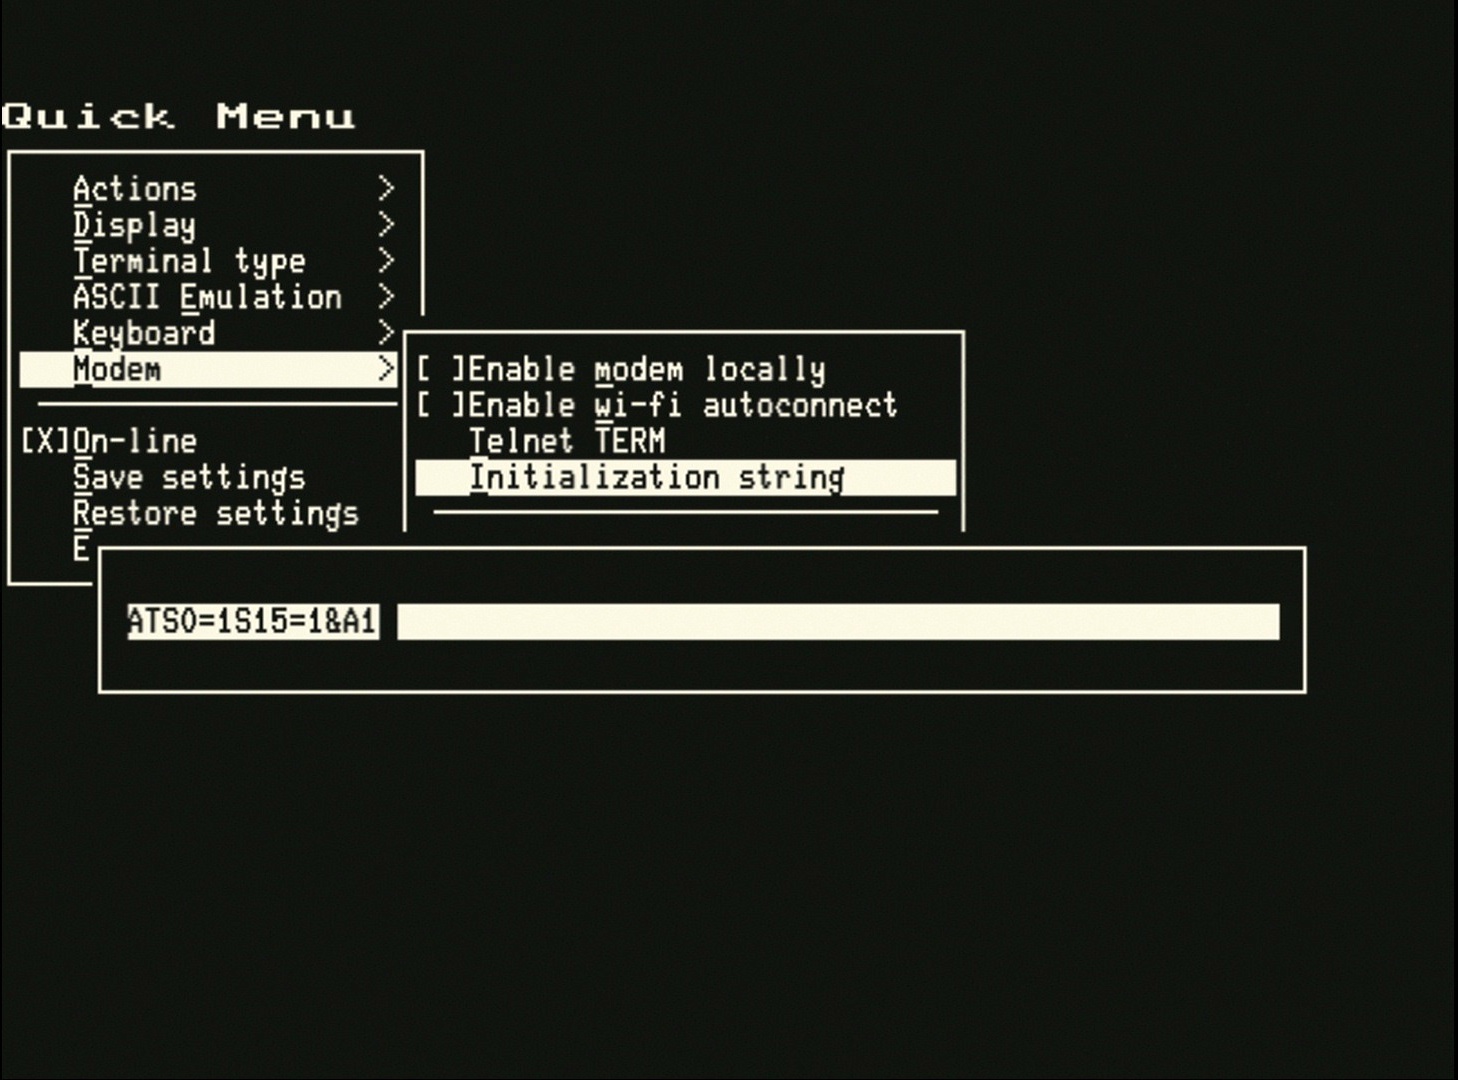 Quick Menu
Actions >
Display >
Terminal type >
ASCII Emulation >
Keyboard >
Modem >
[ ]Enable modem locally
[ ]Enable wi-fi autoconnect
Telnet TERM
Initialization string
[X]On-line
Save settings
Restore settings
E
ATS0=1S15=1&A1